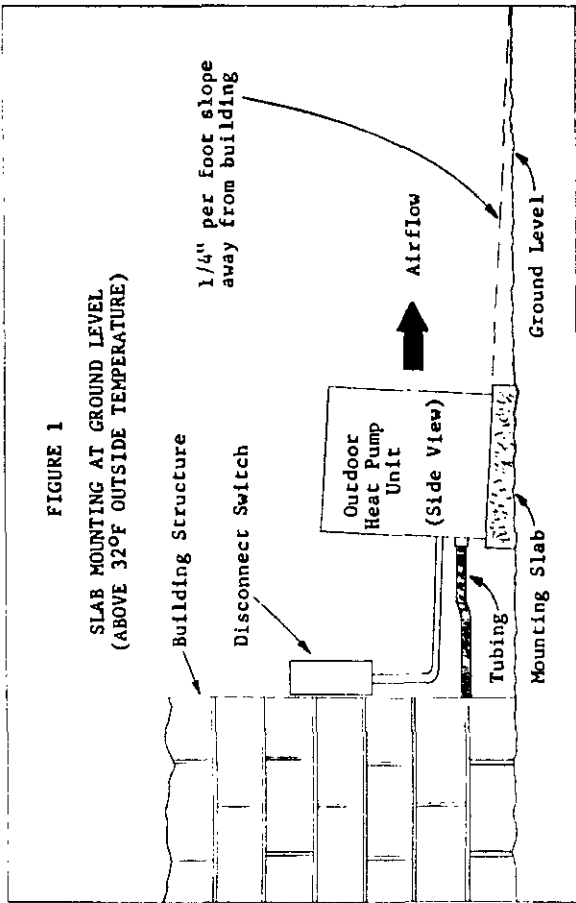 FIGURE 1
SLAB MOUNTING AT GROUND LEVEL
(ABOVE 32°F OUTSIDE TEMPERATURE)
Building Structure
Disconnect Switch
1/4" per foot slope
away from building
Airflow
Outdoor
Heat Pump
Unit
(Side View)
Tubing
Mounting Slab
Ground Level